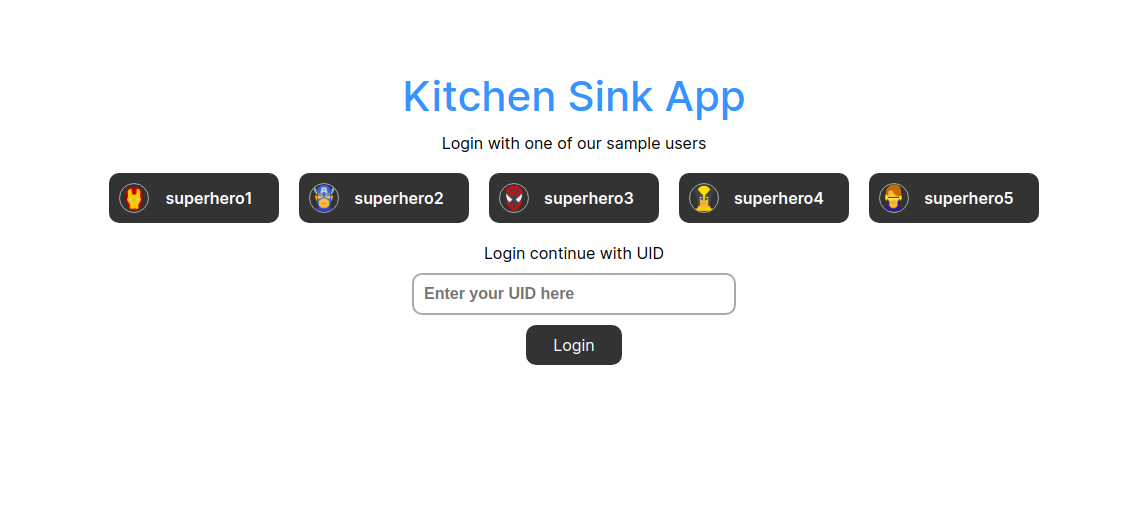 Kitchen Sink App
Login with one of our sample users
superhero1 superhero2 superhero3 superhero4 superhero5
Login continue with UID
Enter your UID here
Login